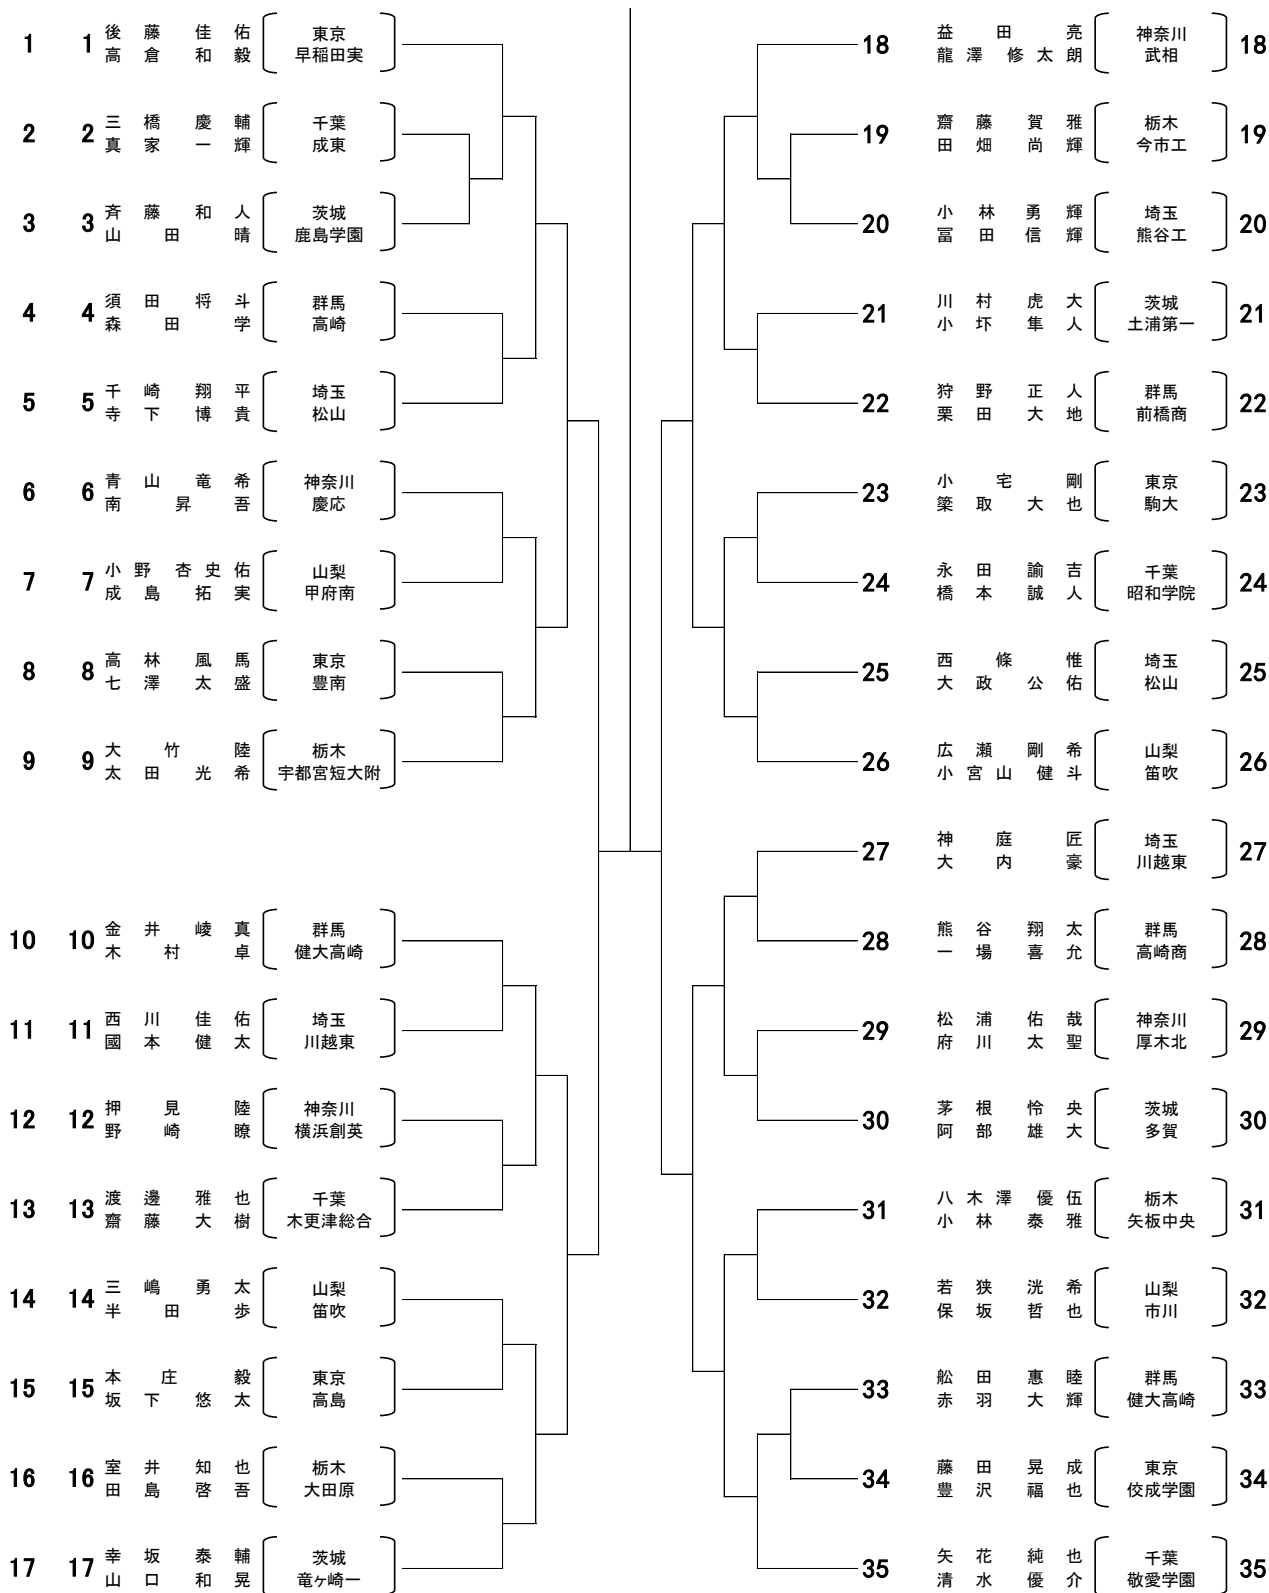 1 1 後藤佳佑 東京
高倉和毅 早稲田実
2 2 三橋慶輔 千葉
真家一輝 成東
3 3 斉藤和人 茨城
山田晴 鹿島学園
4 4 須田将斗 群馬
森田学 高崎
5 5 千崎翔平 埼玉
寺下博貴 松山
6 6 青山竜希 神奈川
南昇吾 慶応
7 7 小野杏史佑 山梨
成島拓実 甲府南
8 8 高林風馬 東京
七澤太盛 豊南
9 9 大竹陸 栃木
太田光希 宇都宮短大附
10 10 金井崚真 群馬
木村卓 健大高崎
11 11 西川佳佑 埼玉
國本健太 川越東
12 12 押見陸 神奈川
野崎瞭 横浜創英
13 13 渡邊雅也 千葉
齋藤大樹 木更津総合
14 14 三嶋勇太 山梨
半田歩 笛吹
15 15 本庄毅 東京
坂下悠太 高島
16 16 室井知也 栃木
田島啓吾 大田原
17 17 幸坂泰輔 茨城
山口和晃 竜ヶ崎一
18 益田亮 神奈川 18
龍澤修太朗 武相
19 齋藤賀雅 栃木 19
田畑尚輝 今市工
20 小林勇輝 埼玉 20
冨田信輝 熊谷工
21 川村虎大 茨城 21
小圷隼人 土浦第一
22 狩野正人 群馬 22
栗田大地 前橋商
23 小宅剛 東京 23
簗取大也 駒大
24 永田諭吉 千葉 24
橋本誠人 昭和学院
25 西條惟 埼玉 25
大政公佑 松山
26 広瀬剛希 山梨 26
小宮山健斗 笛吹
27 神庭匠 埼玉 27
大内豪 川越東
28 熊谷翔太 群馬 28
一場喜允 高崎商
29 松浦佑哉 神奈川 29
府川太聖 厚木北
30 茅根怜央 茨城 30
阿部雄大 多賀
31 八木澤優伍 栃木 31
小林泰雅 矢板中央
32 若狭洸希 山梨 32
保坂哲也 市川
33 舩田惠睦 群馬 33
赤羽大輝 健大高崎
34 藤田晃成 東京 34
豊沢福也 佼成学園
35 矢花純也 千葉 35
清水優介 敬愛学園